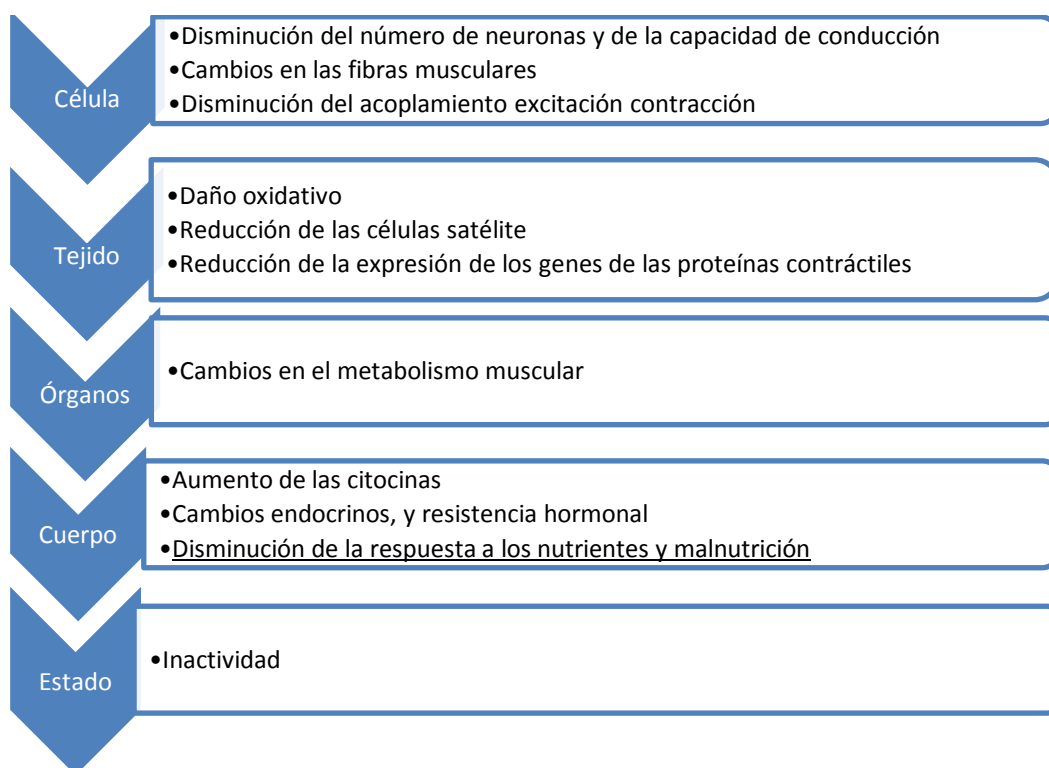 Célula
•Disminución del número de neuronas y de la capacidad de conducción
•Cambios en las fibras musculares
•Disminución del acoplamiento excitación contracción
Tejido
•Daño oxidativo
•Reducción de las células satélite
•Reducción de la expresión de los genes de las proteínas contráctiles
Órganos
•Cambios en el metabolismo muscular
Cuerpo
•Aumento de las citocinas
•Cambios endocrinos, y resistencia hormonal
•Disminución de la respuesta a los nutrientes y malnutrición
Estado
•Inactividad